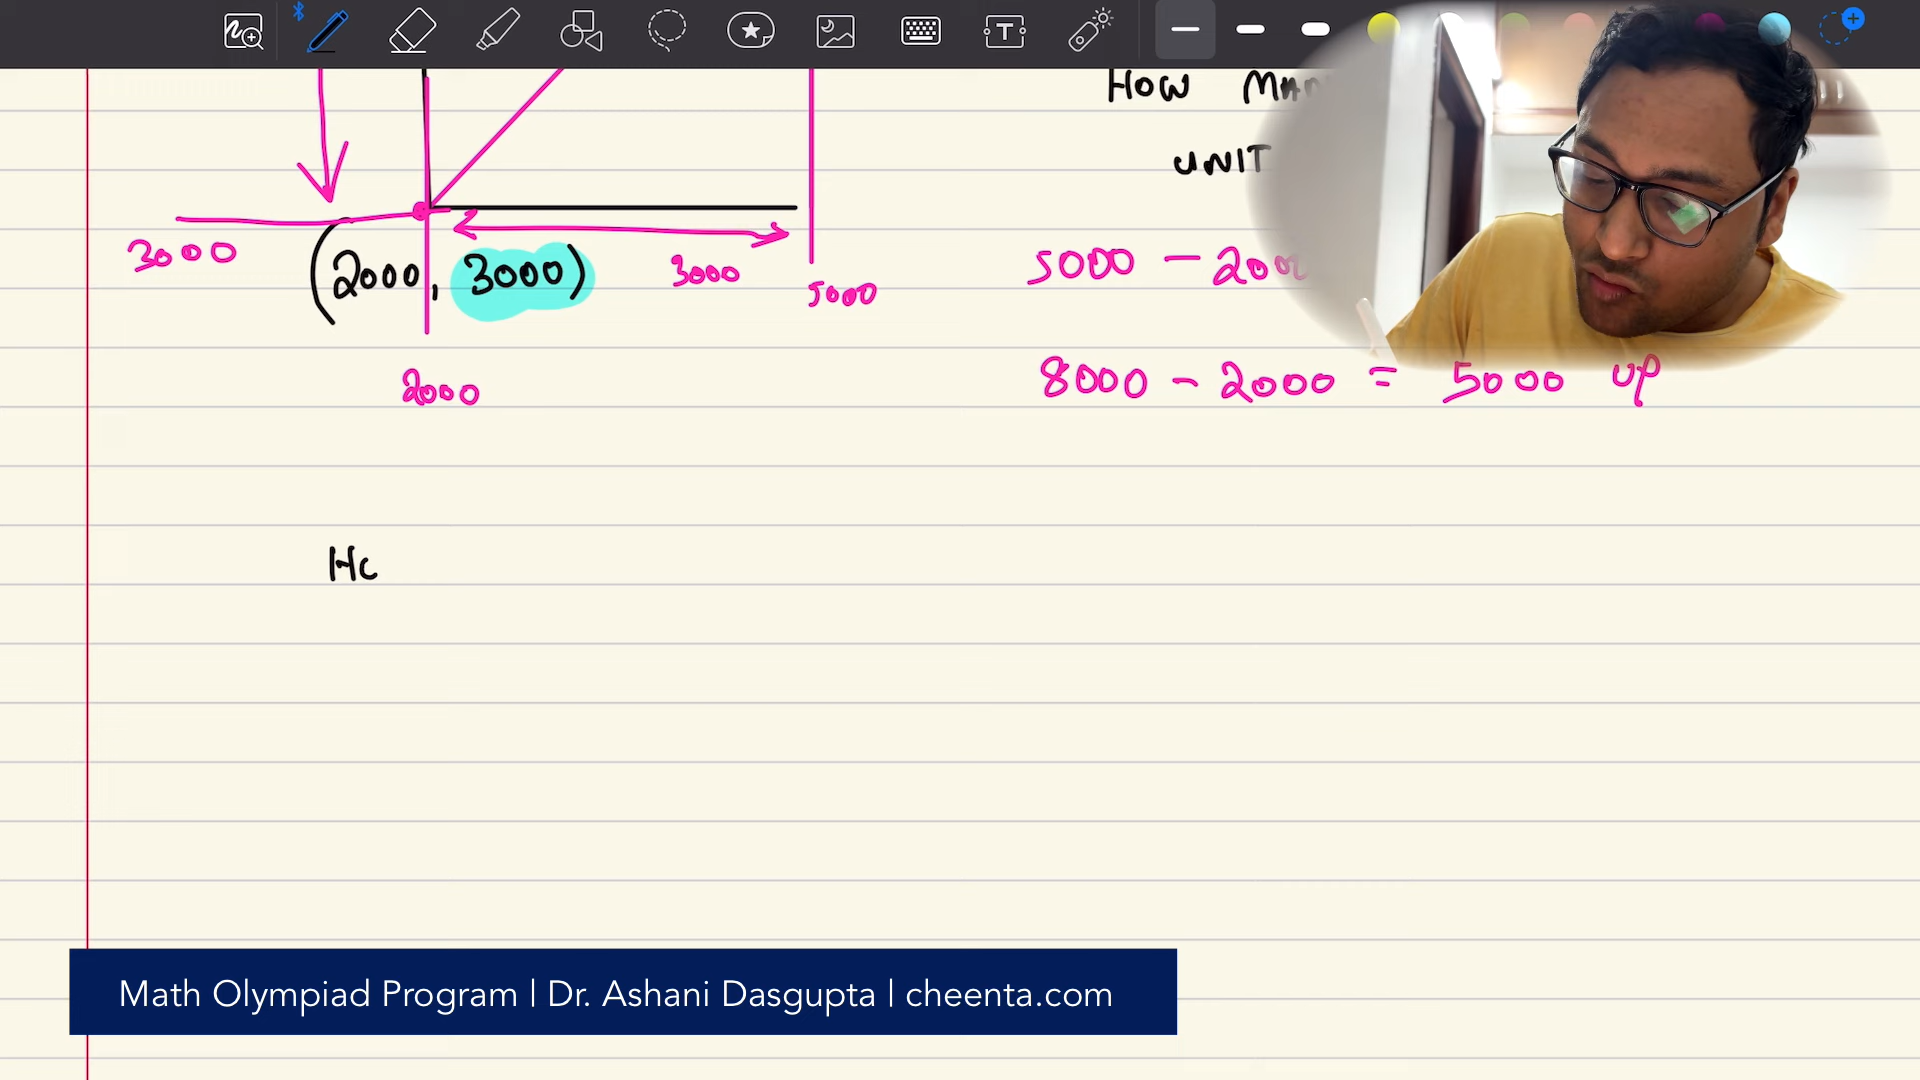 HOW
UNIT
3000
(2000, 3000)
3000
5000
5000 -
8000 - 2000 = 5000 up
2000
Hc
Math Olympiad Program | Dr. Ashani Dasgupta | cheenta.com